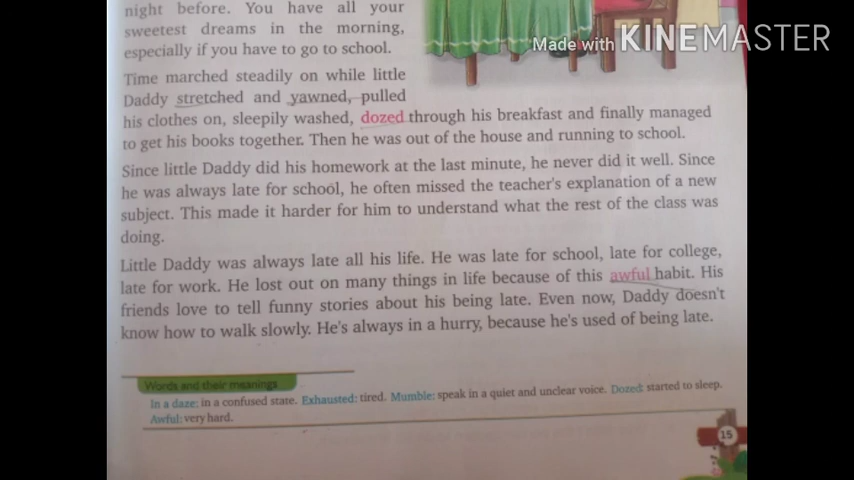 night before. You have all your
sweetest dreams in the morning,
especially if you have to go to school.
Made with KINEMASTER
Time marched steadily on while little
Daddy stretched and yawned, pulled
his clothes on, sleepily washed, dozed through his breakfast and finally managed
to get his books together. Then he was out of the house and running to school.
Since little Daddy did his homework at the last minute, he never did it well. Since
he was always late for school, he often missed the teacher's explanation of a new
subject. This made it harder for him to understand what the rest of the class was
doing.
Little Daddy was always late all his life. He was late for school, late for college,
late for work. He lost out on many things in life because of this awful habit. His
friends love to tell funny stories about his being late. Even now, Daddy doesn't
know how to walk slowly. He's always in a hurry, because he's used of being late.
Words and their meanings
In a daze: in a confused state. Exhausted: tired. Mumble: speak in a quiet and unclear voice. Dozed: started to sleep.
Awful: very hard.
15